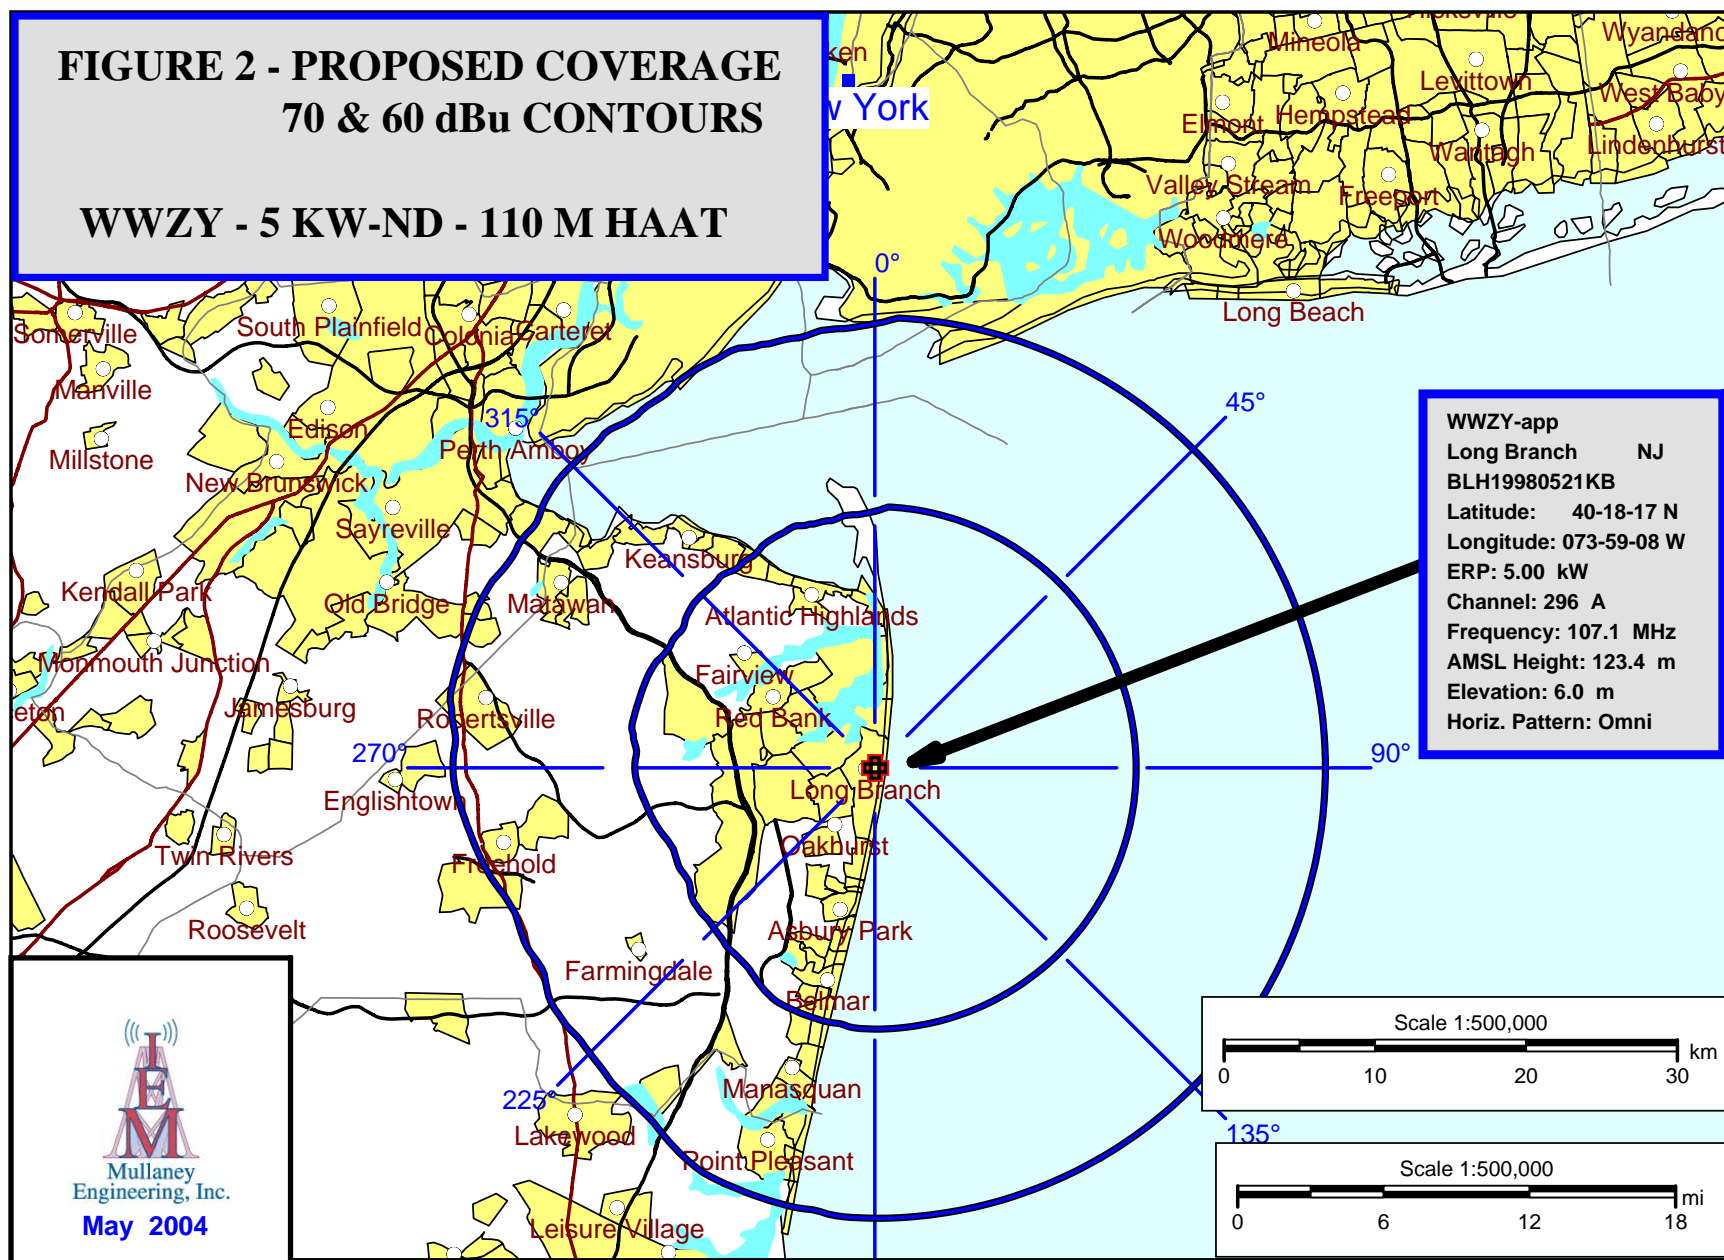 FIGURE 2 - PROPOSED COVERAGE
70 & 60 dBu CONTOURS
WWZY - 5 KW-ND - 110 M HAAT
ken
w York
Mineola
Levittown
Wyandanc
West Baby
Elmont
Hempstead
Wantagh
Lindenhurst
Valley Stream
Freeport
Woodmere
Long Beach
0°
Somerville
South Plainfield
Colonia
Carteret
Manville
Edison
315°
Perth Amboy
45°
Millstone
New Brunswick
Sayreville
Keansburg
Kendall Park
Old Bridge
Matawan
Atlantic Highlands
Monmouth Junction
Fairview
ceton
Jamesburg
Robertsville
Red Bank
270°
90°
Englishtown
Long Branch
Twin Rivers
Freehold
Oakhurst
Roosevelt
Asbury Park
Farmingdale
Belmar
Manasquan
225°
Lakewood
135°
Point Pleasant
Leisure Village
WWZY-app
Long Branch NJ
BLH19980521KB
Latitude: 40-18-17 N
Longitude: 073-59-08 W
ERP: 5.00 kW
Channel: 296 A
Frequency: 107.1 MHz
AMSL Height: 123.4 m
Elevation: 6.0 m
Horiz. Pattern: Omni
Scale 1:500,000
km
0 10 20 30
Scale 1:500,000
mi
0 6 12 18
I
E
M
Mullaney
Engineering, Inc.
May 2004